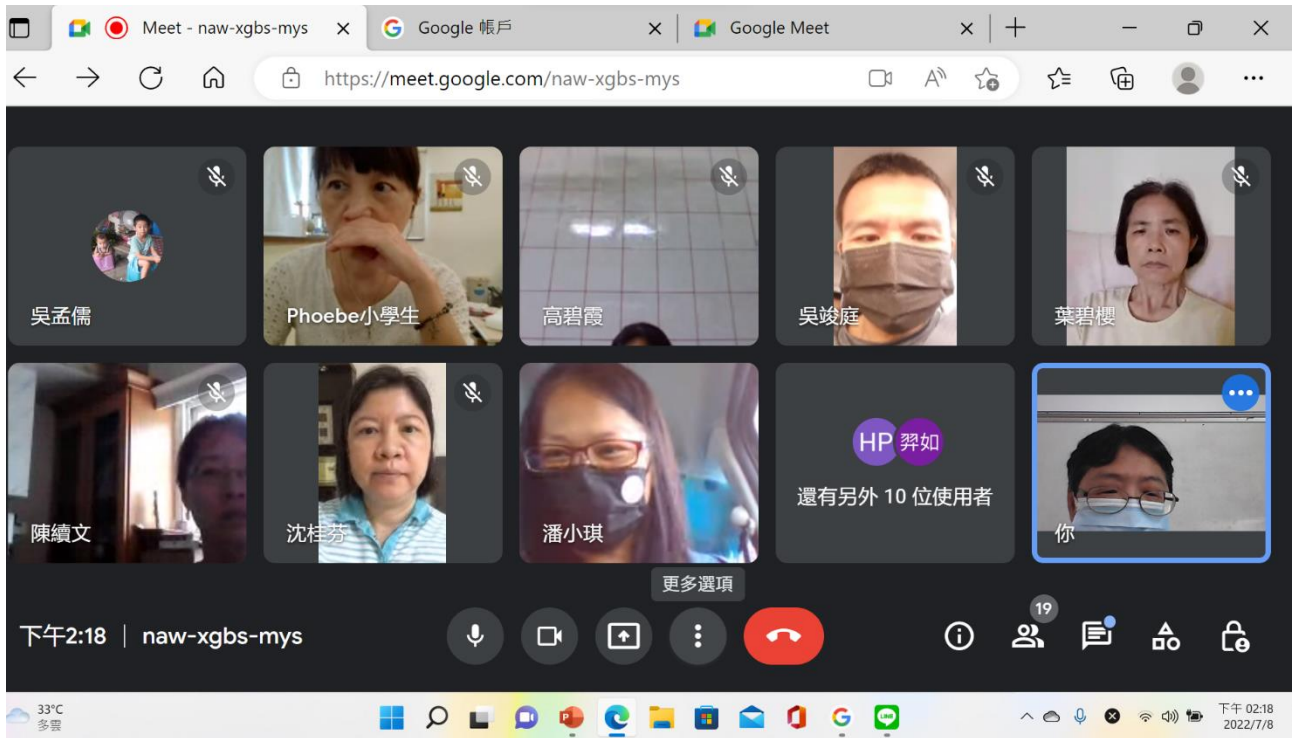 Meet - naw-xgbs-mys
Google 帳戶
Google Meet
https://meet.google.com/naw-xgbs-mys
吳孟儒
Phoebe小學生
高碧霞
吳竣庭
葉碧櫻
陳續文
沈桂芬
潘小琪
HP 羿如
還有另外 10 位使用者
你
更多選項
下午2:18 | naw-xgbs-mys
19
33°C
多雲
下午 02:18
2022/7/8